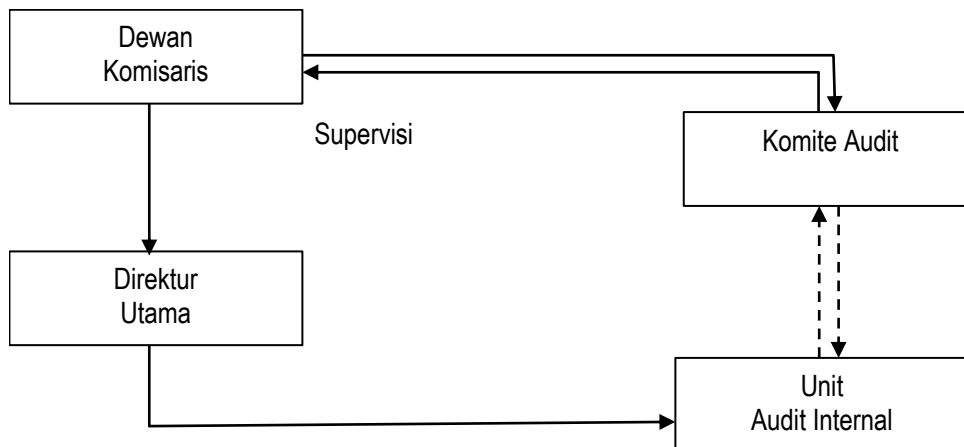 Dewan
Komisaris
Supervisi
Komite Audit
Direktur
Utama
Unit
Audit Internal